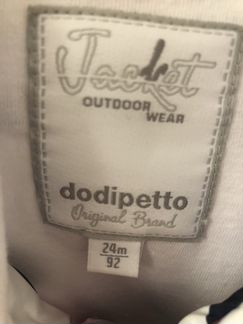 Jacket
OUTDOOR
WEAR
dodipetto
Original Brand
24m
92